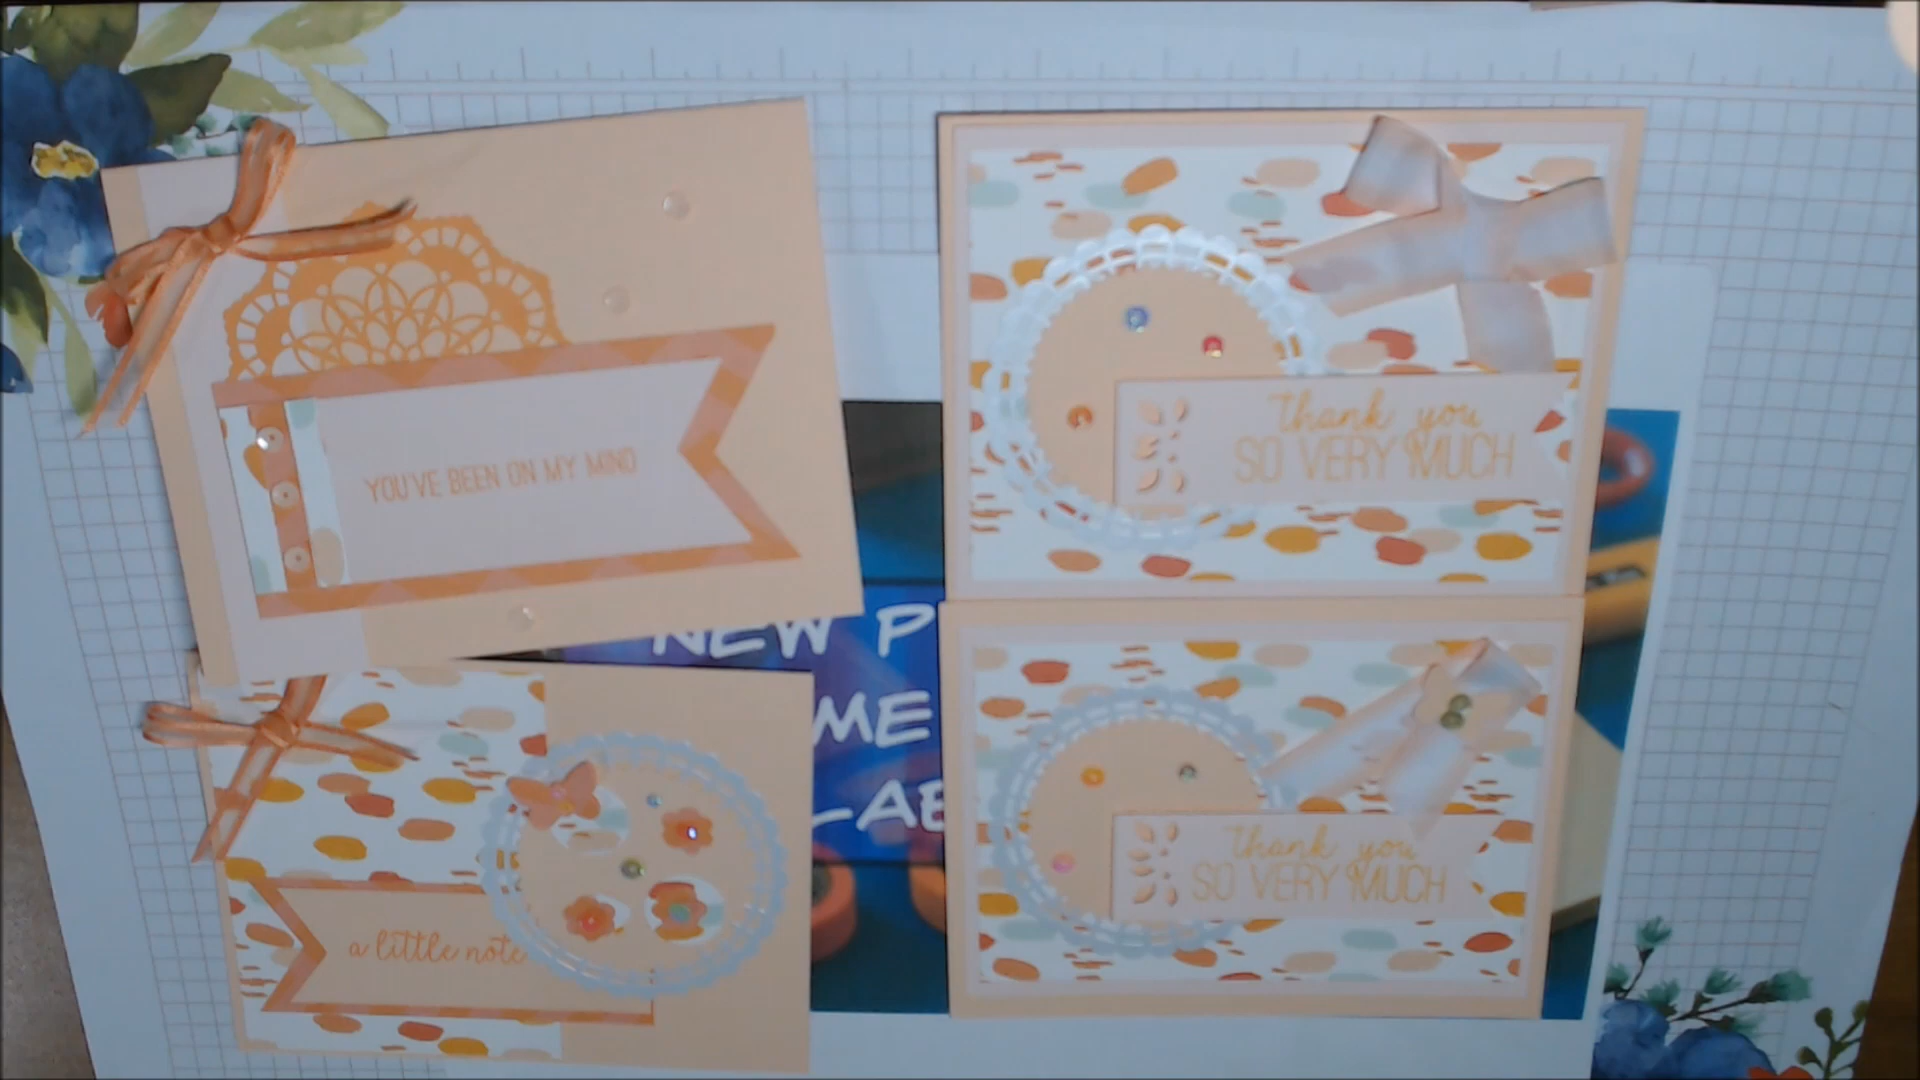 YOU'VE BEEN ON MY MIND
thank you
SO VERY MUCH
NEW P
ME
LAB
thank you
SO VERY MUCH
a little note